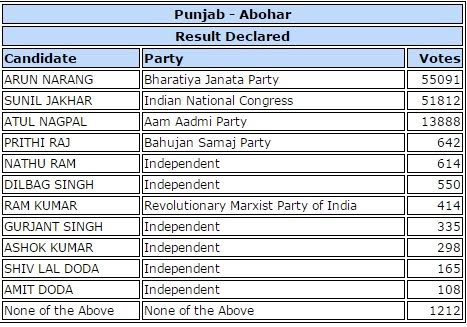 Punjab - Abohar
Result Declared
Candidate Party Votes
ARUN NARANG Bharatiya Janata Party 55091
SUNIL JAKHAR Indian National Congress 51812
ATUL NAGPAL Aam Aadmi Party 13888
PRITHI RAJ Bahujan Samaj Party 642
NATHU RAM Independent 614
DILBAG SINGH Independent 550
RAM KUMAR Revolutionary Marxist Party of India 414
GURJANT SINGH Independent 335
ASHOK KUMAR Independent 298
SHIV LAL DODA Independent 165
AMIT DODA Independent 108
None of the Above None of the Above 1212